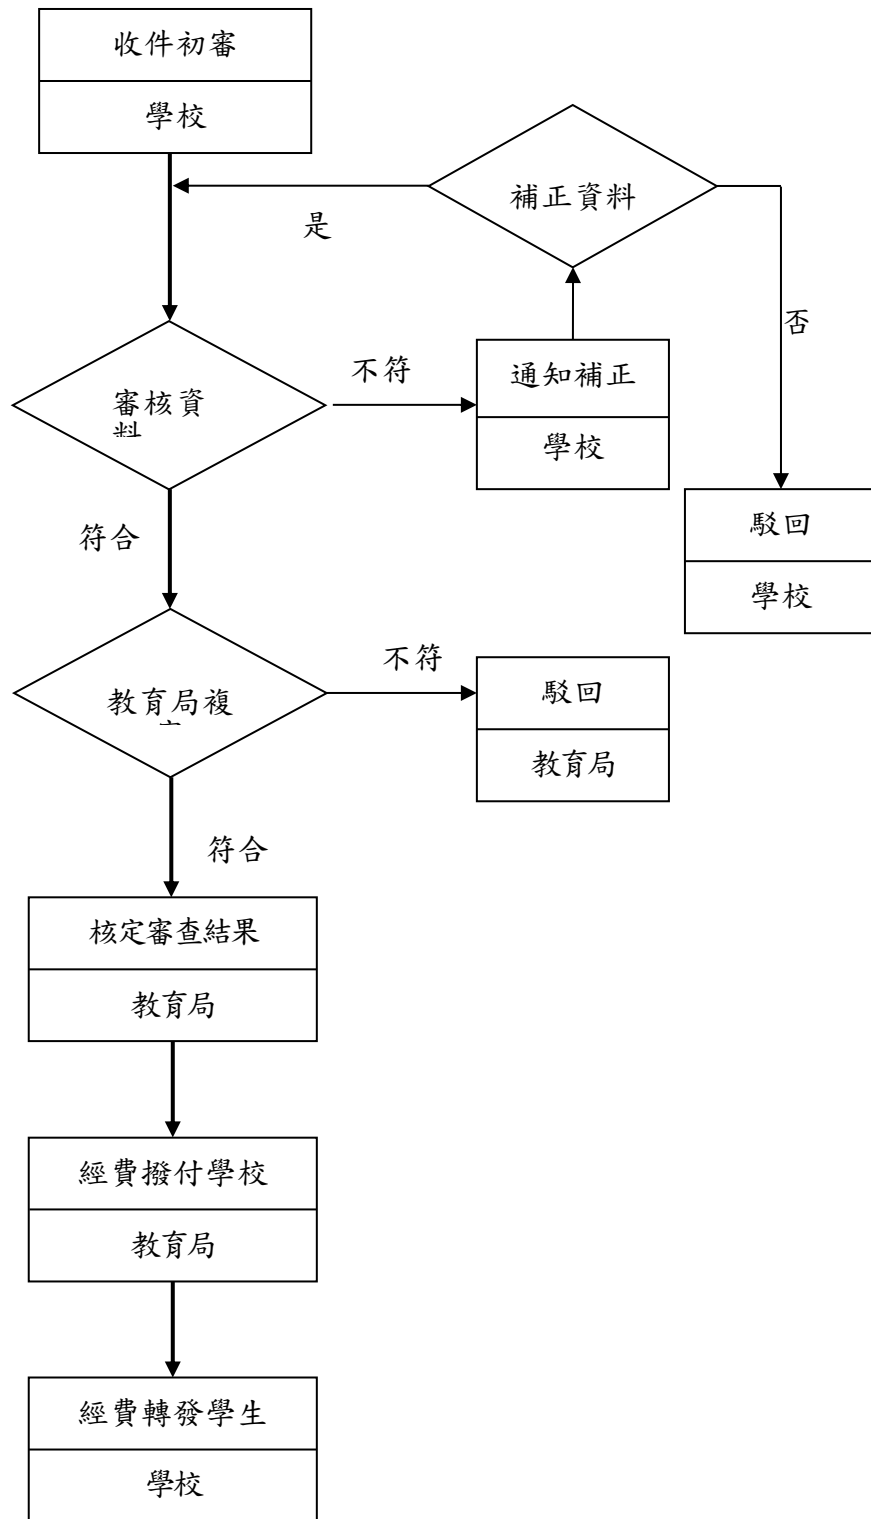 收件初審
學校
補正資料
是
否
不符
通知補正
學校
審核資
料
符合
駁回
學校
不符
教育局複
駁回
教育局
符合
核定審查結果
教育局
經費撥付學校
教育局
經費轉發學生
學校